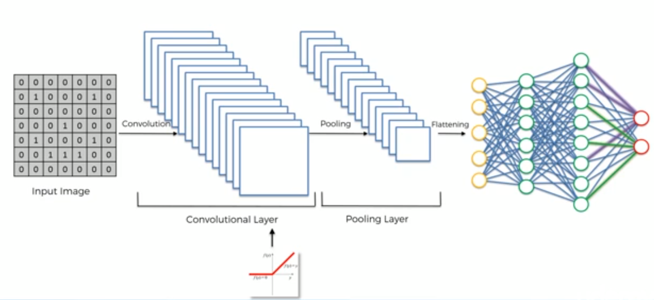 0 0 0 0 0 0 0
0 1 0 0 0 1 0
0 0 0 0 0 0 0
0 0 0 1 0 0 0
0 1 0 0 0 1 0
0 0 1 1 1 0 0
0 0 0 0 0 0 0
Input Image
Convolution
Pooling
Flattening
Convolutional Layer
Pooling Layer